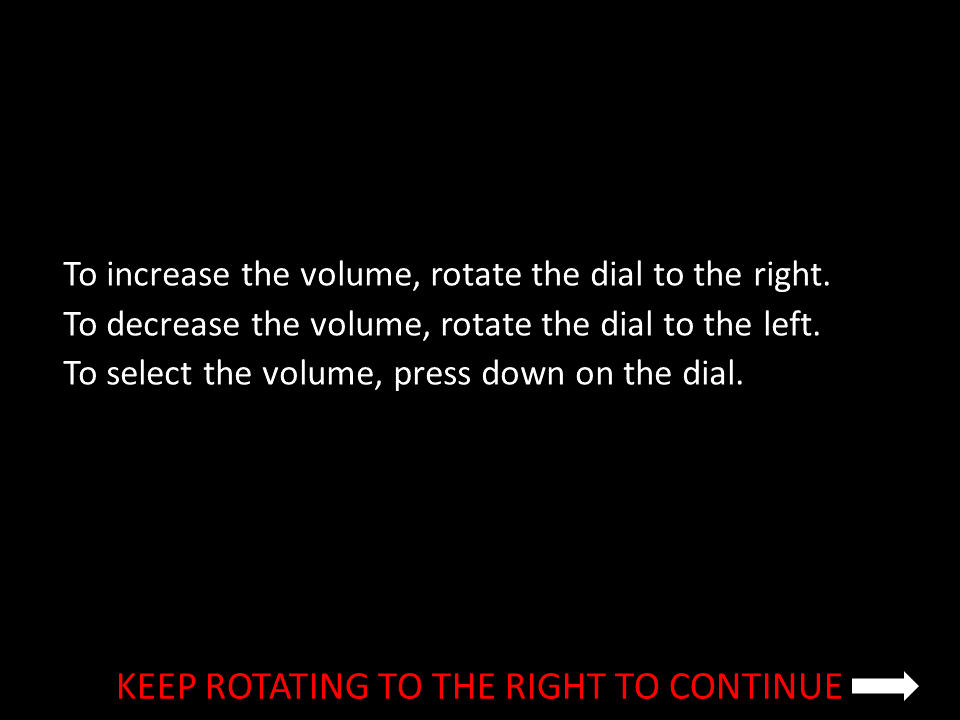 To increase the volume, rotate the dial to the right.
To decrease the volume, rotate the dial to the left.
To select the volume, press down on the dial.
KEEP ROTATING TO THE RIGHT TO CONTINUE